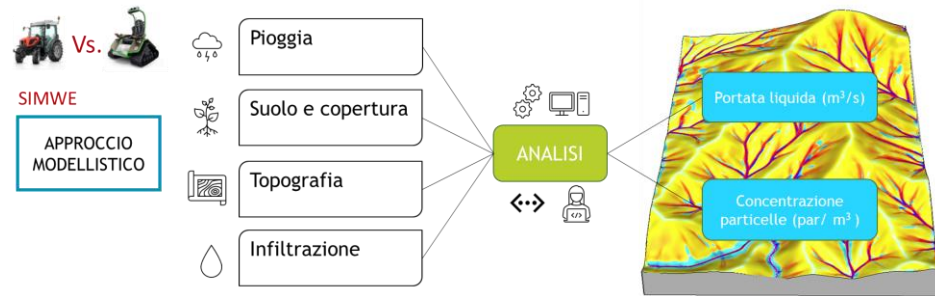 Vs.
SIMWE
APPROCCIO
MODELLISTICO
Pioggia
Suolo e copertura
Topografia
Infiltrazione
ANALISI
Portata liquida (m³/s)
Concentrazione
particelle (par/ m³ )